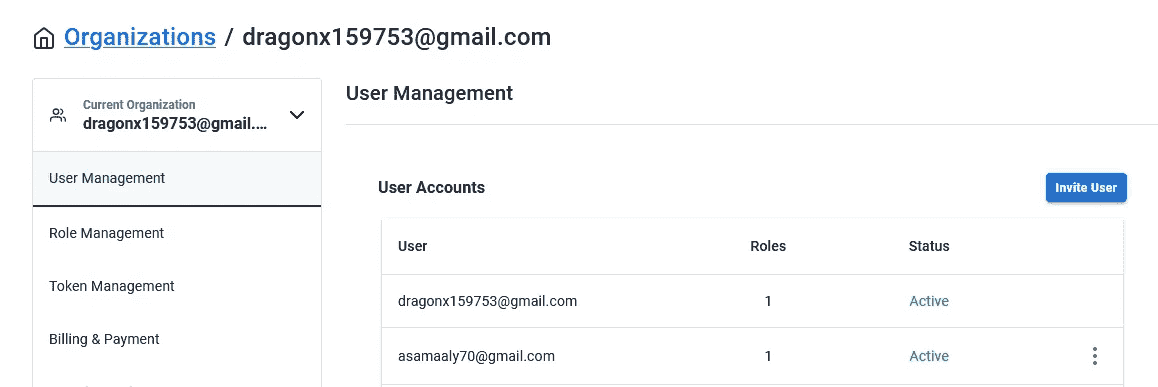 Organizations / dragonx159753@gmail.com
Current Organization
dragonx159753@gmail....
User Management
Role Management
Token Management
Billing & Payment
User Management
User Accounts
Invite User
User Roles Status
dragonx159753@gmail.com 1 Active
asamaaly70@gmail.com 1 Active